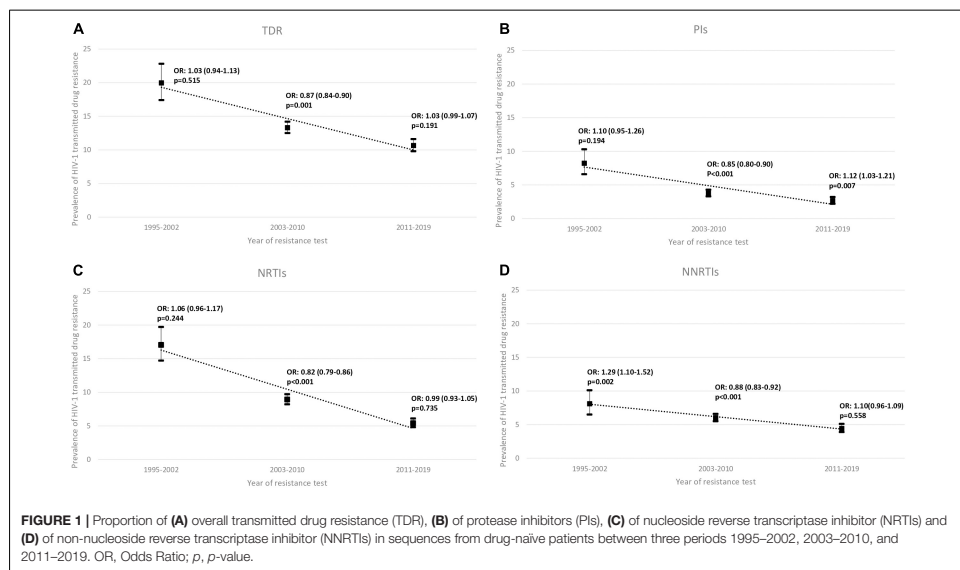 A
TDR
Prevalence of HIV-1 transmitted drug resistance
25
20
15
10
5
0
OR: 1.03 (0.94-1.13)
p=0.515
OR: 0.87 (0.84-0.90)
p=0.001
OR: 1.03 (0.99-1.07)
p=0.191
1995-2002
2003-2010
2011-2019
Year of resistance test
B
PIs
Prevalence of HIV-1 transmitted drug resistance
25
20
15
10
5
0
OR: 1.10 (0.95-1.26)
p=0.194
OR: 0.85 (0.80-0.90)
P<0.001
OR: 1.12 (1.03-1.21)
p=0.007
1995-2002
2003-2010
2011-2019
Year of resistance test
C
NRTIs
Prevalence of HIV-1 transmitted drug resistance
25
20
15
10
5
0
OR: 1.06 (0.96-1.17)
p=0.244
OR: 0.82 (0.79-0.86)
p<0.001
OR: 0.99 (0.93-1.05)
p=0.735
1995-2002
2003-2010
2011-2019
Year of resistance test
D
NNRTIs
Prevalence of HIV-1 transmitted drug resistance
25
20
15
10
5
0
OR: 1.29 (1.10-1.52)
p=0.002
OR: 0.88 (0.83-0.92)
p<0.001
OR: 1.10(0.96-1.09)
p=0.558
1995-2002
2003-2010
2011-2019
Year of resistance test
FIGURE 1 | Proportion of (A) overall transmitted drug resistance (TDR), (B) of protease inhibitors (PIs), (C) of nucleoside reverse transcriptase inhibitor (NRTIs) and
(D) of non-nucleoside reverse transcriptase inhibitor (NNRTIs) in sequences from drug-naïve patients between three periods 1995–2002, 2003–2010, and
2011–2019. OR, Odds Ratio; p, p-value.